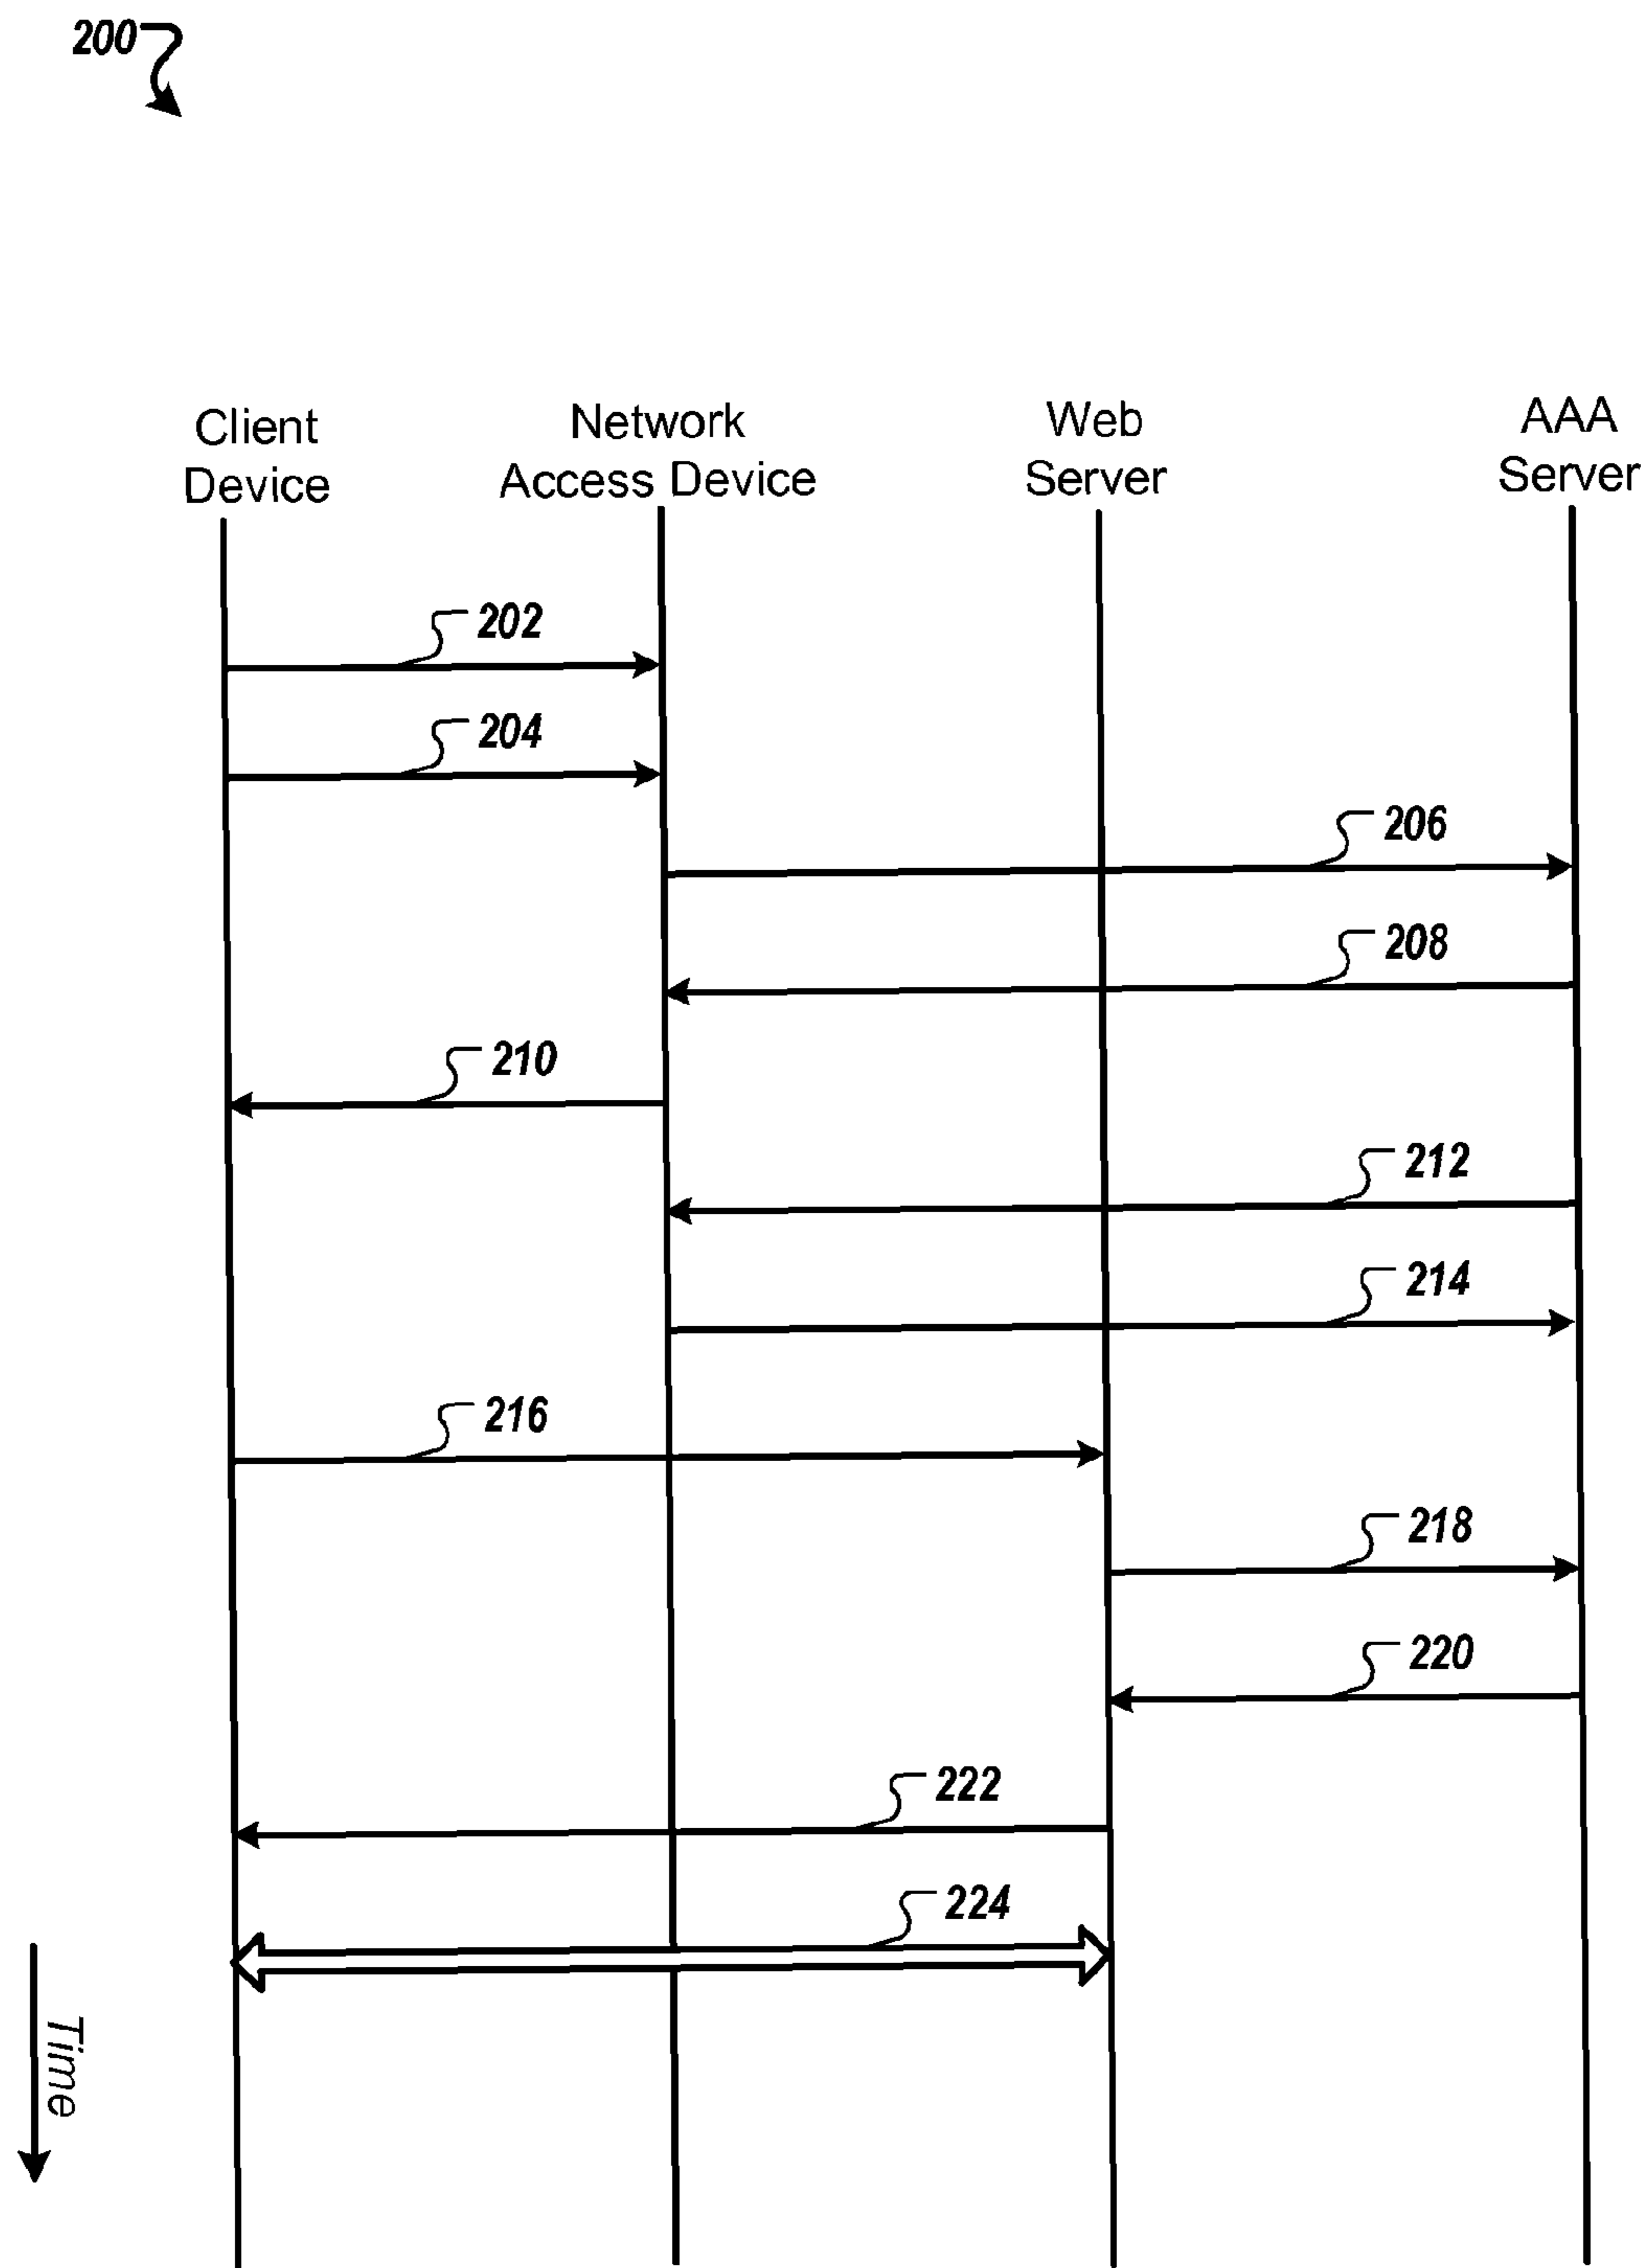 200
Client
Device
Network
Access Device
Web
Server
AAA
Server
202
204
206
208
210
212
214
216
218
220
222
224
Time